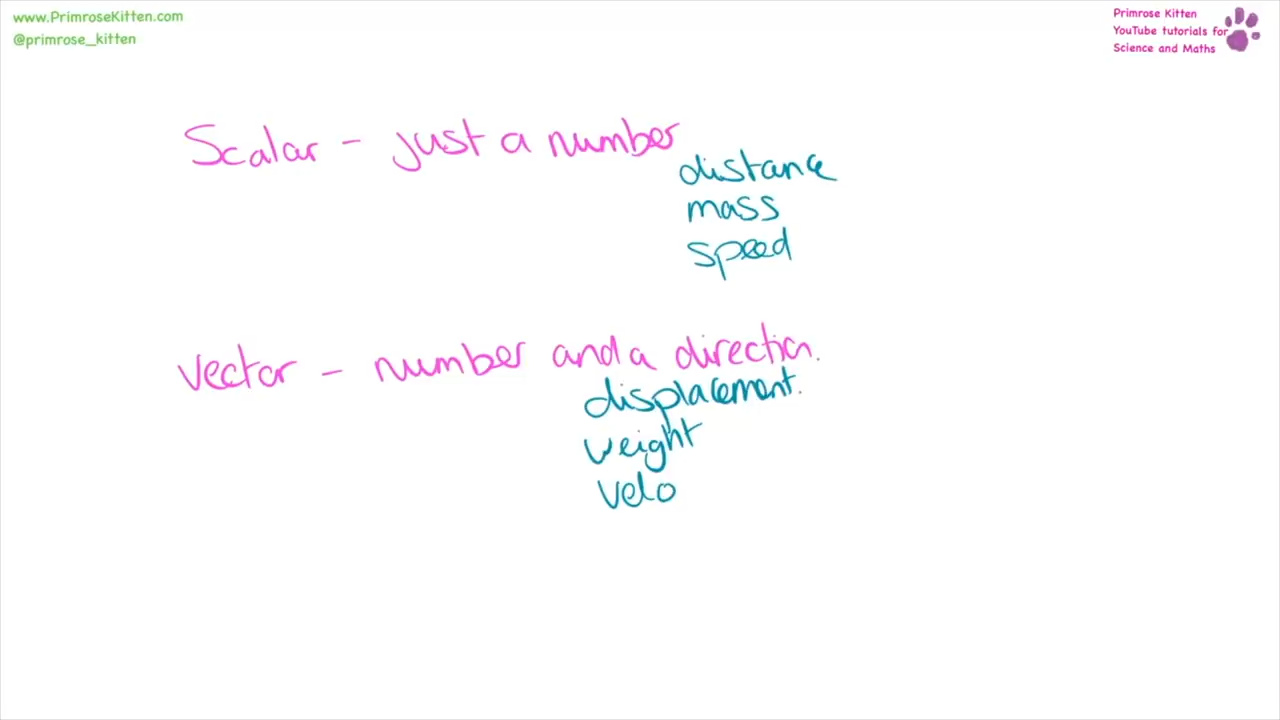 www.PrimroseKitten.com
@primrose_kitten
Primrose Kitten
YouTube tutorials for
Science and Maths
Scalar - just a number
distance
mass
speed
Vector - number and a direction.
displacement.
weight
velo